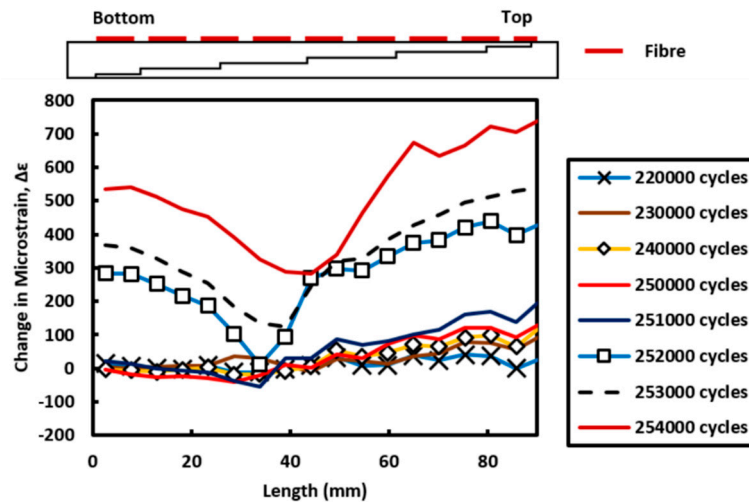 Bottom
Top
Fibre
800
700
600
500
400
300
200
100
0
-100
-200
Change in Microstrain, Δε
0
20
40
60
80
Length (mm)
220000 cycles
230000 cycles
240000 cycles
250000 cycles
251000 cycles
252000 cycles
253000 cycles
254000 cycles